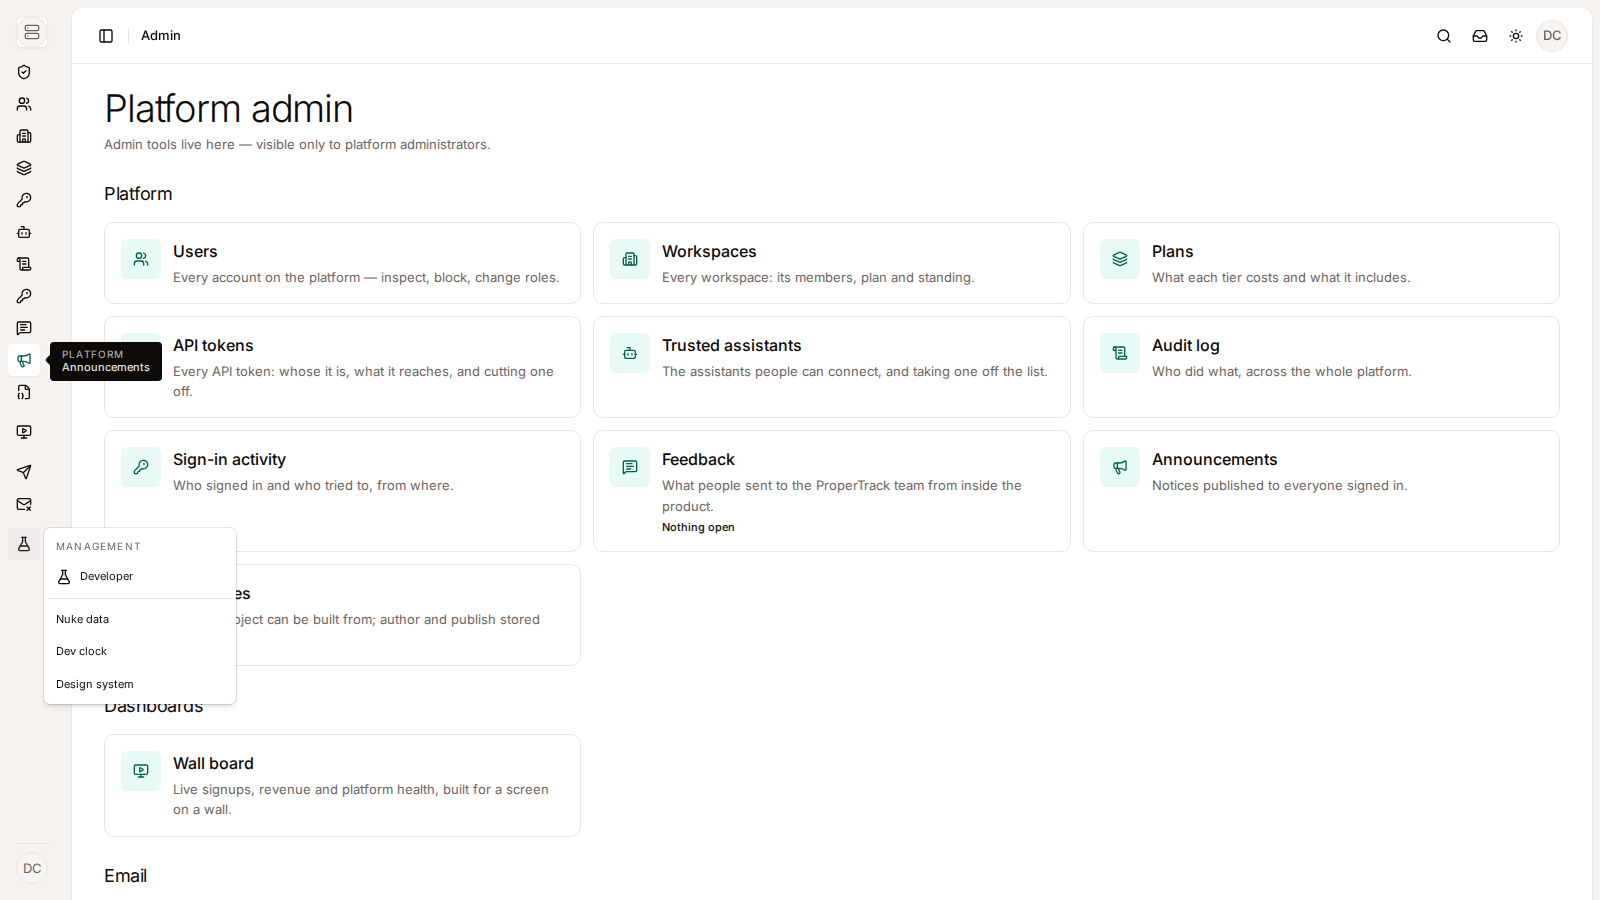 Admin
DC
Platform admin
Admin tools live here — visible only to platform administrators.
Platform
Users
Every account on the platform — inspect, block, change roles.
Workspaces
Every workspace: its members, plan and standing.
Plans
What each tier costs and what it includes.
PLATFORM
Announcements
API tokens
Every API token: whose it is, what it reaches, and cutting one
off.
Trusted assistants
The assistants people can connect, and taking one off the list.
Audit log
Who did what, across the whole platform.
Sign-in activity
Who signed in and who tried to, from where.
Feedback
What people sent to the ProperTrack team from inside the
product.
Nothing open
Announcements
Notices published to everyone signed in.
MANAGEMENT
Developer
Nuke data
Dev clock
Design system
can be built from; author and publish stored
Dashboards
Wall board
Live signups, revenue and platform health, built for a screen
on a wall.
Email
DC